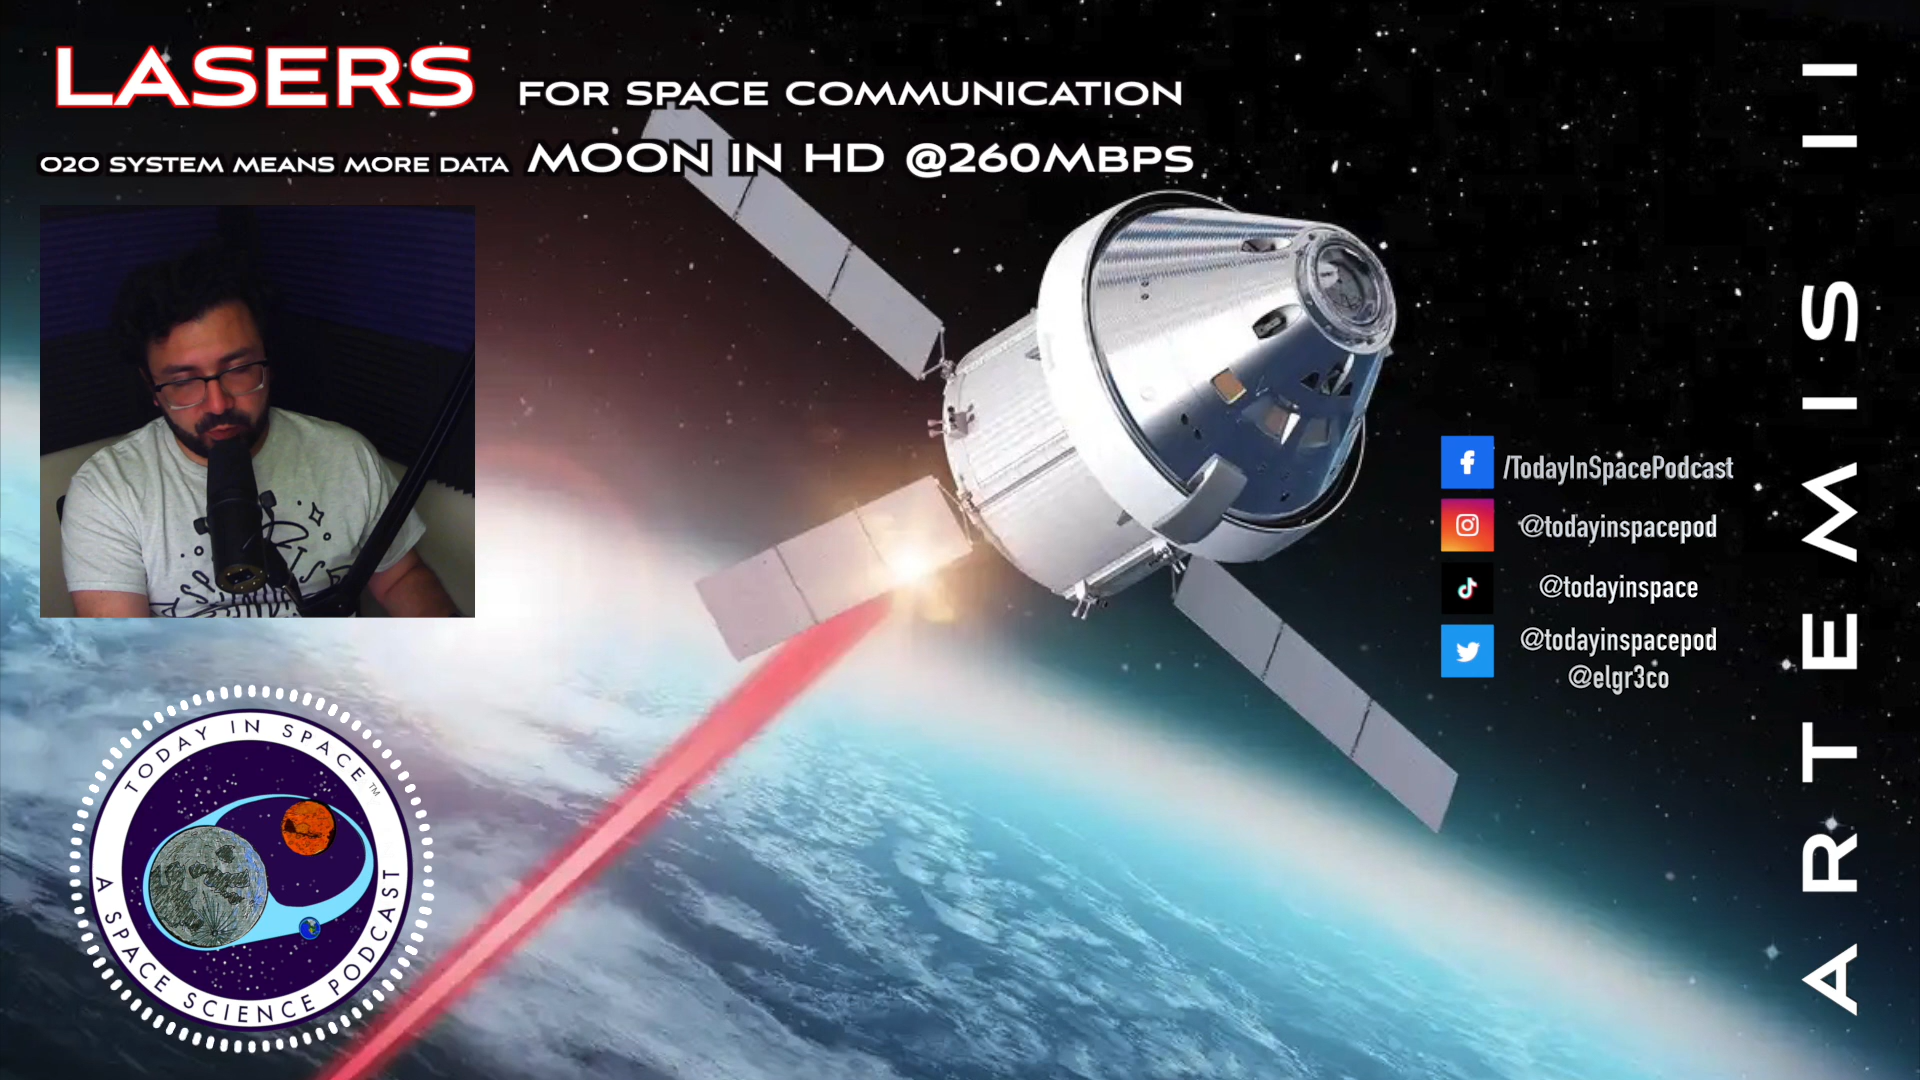 LASERS FOR SPACE COMMUNICATION
O2O SYSTEM MEANS MORE DATA MOON IN HD @260MBPS
/TodayInSpacePodcast
@todayinspacepod
@todayinspace
@todayinspacepod
@elgr3co
ARTEMIS II
TODAY IN SPACE™
A SPACE SCIENCE PODCAST